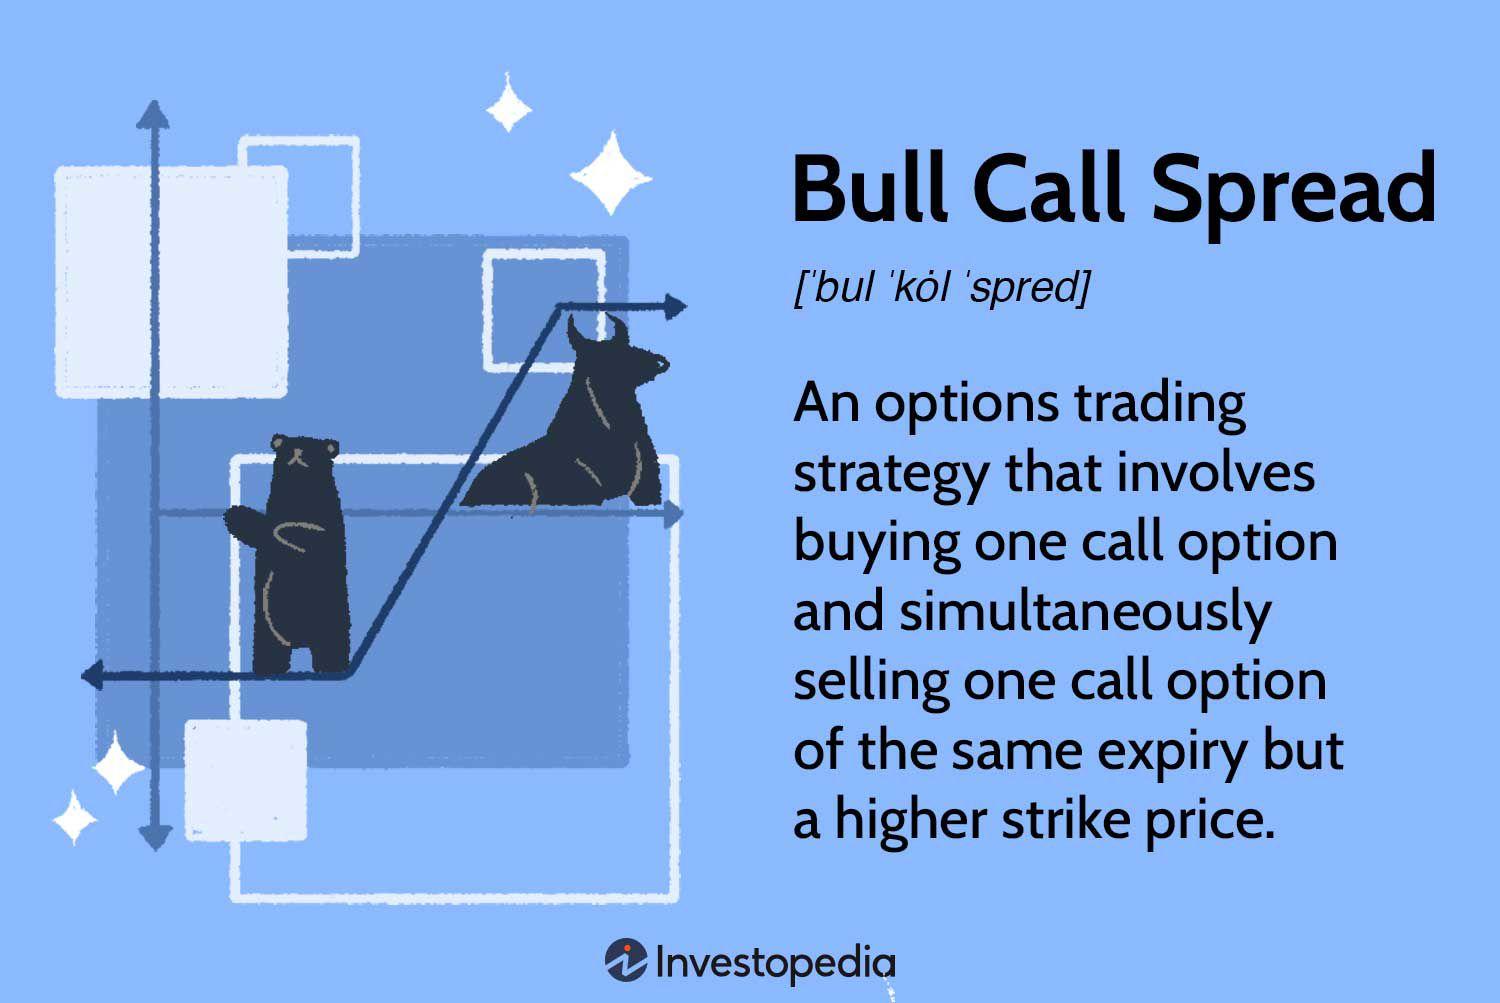 Bull Call Spread
[ˈbul ˈkȯl ˈspred]
An options trading
strategy that involves
buying one call option
and simultaneously
selling one call option
of the same expiry but
a higher strike price.
Investopedia